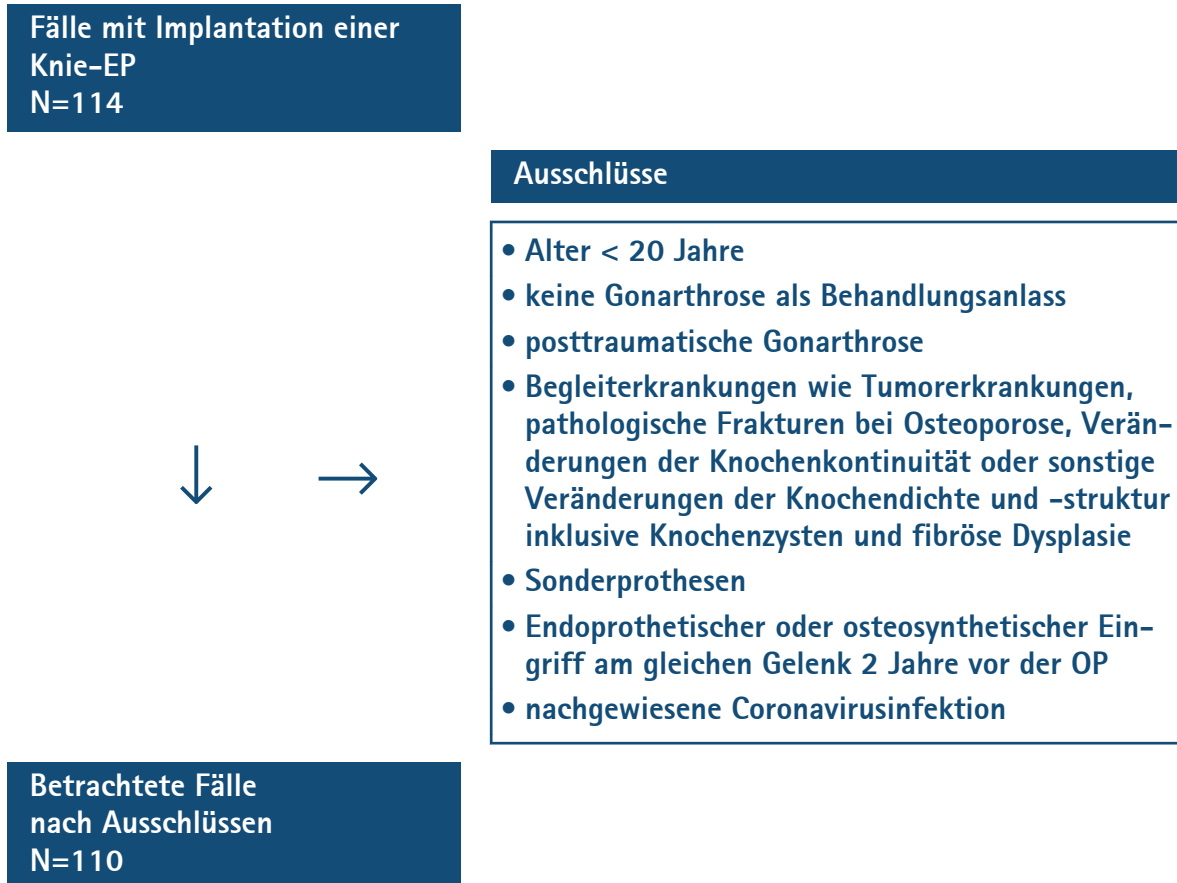 Fälle mit Implantation einer
Knie-EP
N=114
Ausschlüsse
• Alter < 20 Jahre
• keine Gonarthrose als Behandlungsanlass
• posttraumatische Gonarthrose
• Begleiterkrankungen wie Tumorerkrankungen,
pathologische Frakturen bei Osteoporose, Verän-
derungen der Knochenkontinuität oder sonstige
Veränderungen der Knochendichte und -struktur
inklusive Knochenzysten und fibröse Dysplasie
• Sonderprothesen
• Endoprothetischer oder osteosynthetischer Ein-
griff am gleichen Gelenk 2 Jahre vor der OP
• nachgewiesene Coronavirusinfektion
↓ →
Betrachtete Fälle
nach Ausschlüssen
N=110